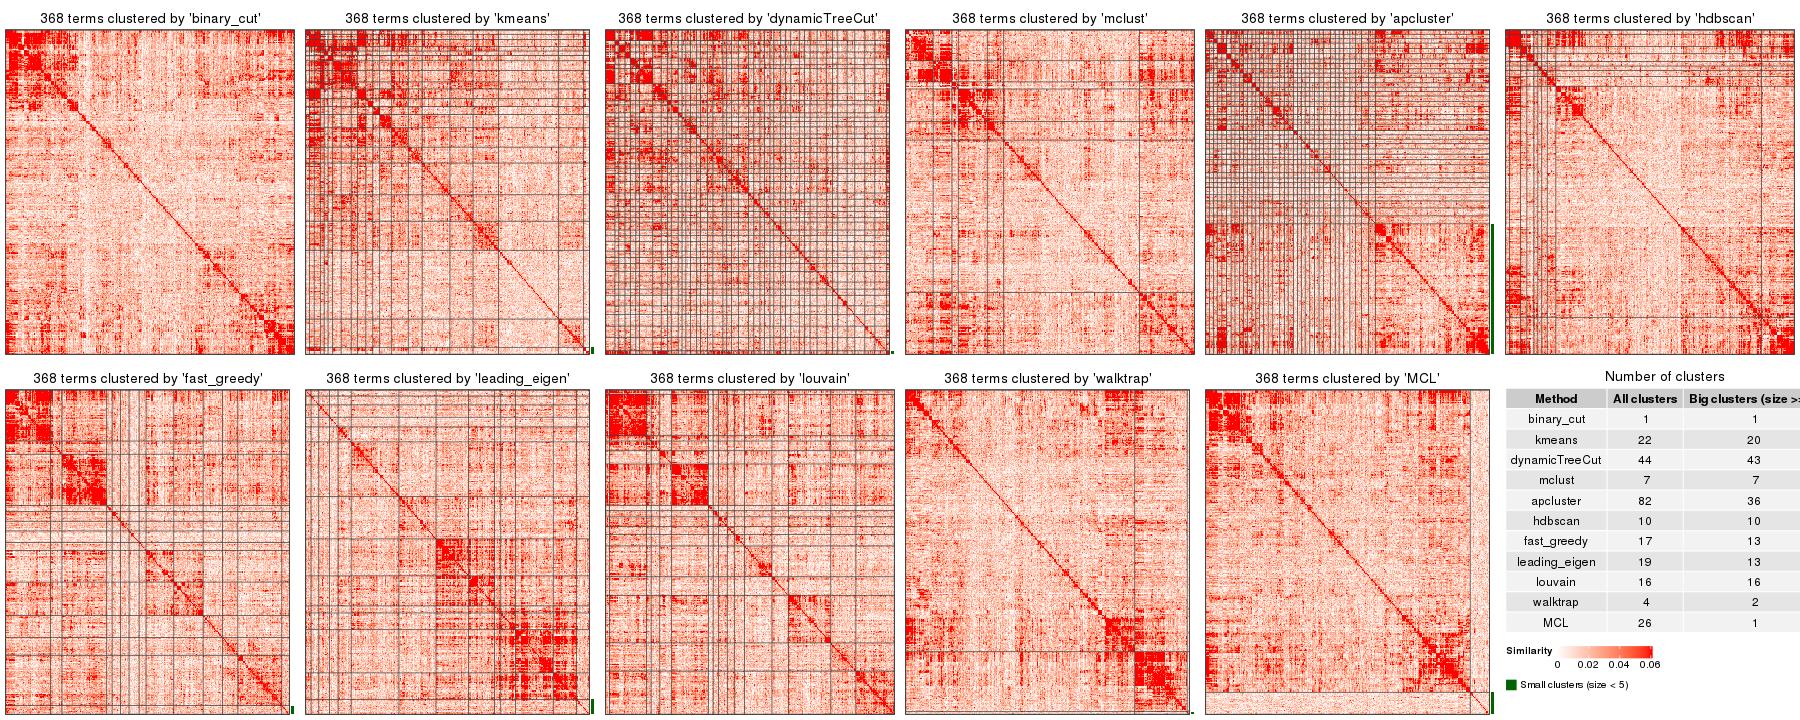 368 terms clustered by 'binary_cut'
368 terms clustered by 'kmeans'
368 terms clustered by 'dynamicTreeCut'
368 terms clustered by 'mclust'
368 terms clustered by 'apcluster'
368 terms clustered by 'hdbscan'
368 terms clustered by 'fast_greedy'
368 terms clustered by 'leading_eigen'
368 terms clustered by 'louvain'
368 terms clustered by 'walktrap'
368 terms clustered by 'MCL'
Number of clusters
Method All clusters Big clusters (size >=
binary_cut 1 1
kmeans 22 20
dynamicTreeCut 44 43
mclust 7 7
apcluster 82 36
hdbscan 10 10
fast_greedy 17 13
leading_eigen 19 13
louvain 16 16
walktrap 4 2
MCL 26 1
Similarity
0 0.02 0.04 0.06
Small clusters (size < 5)